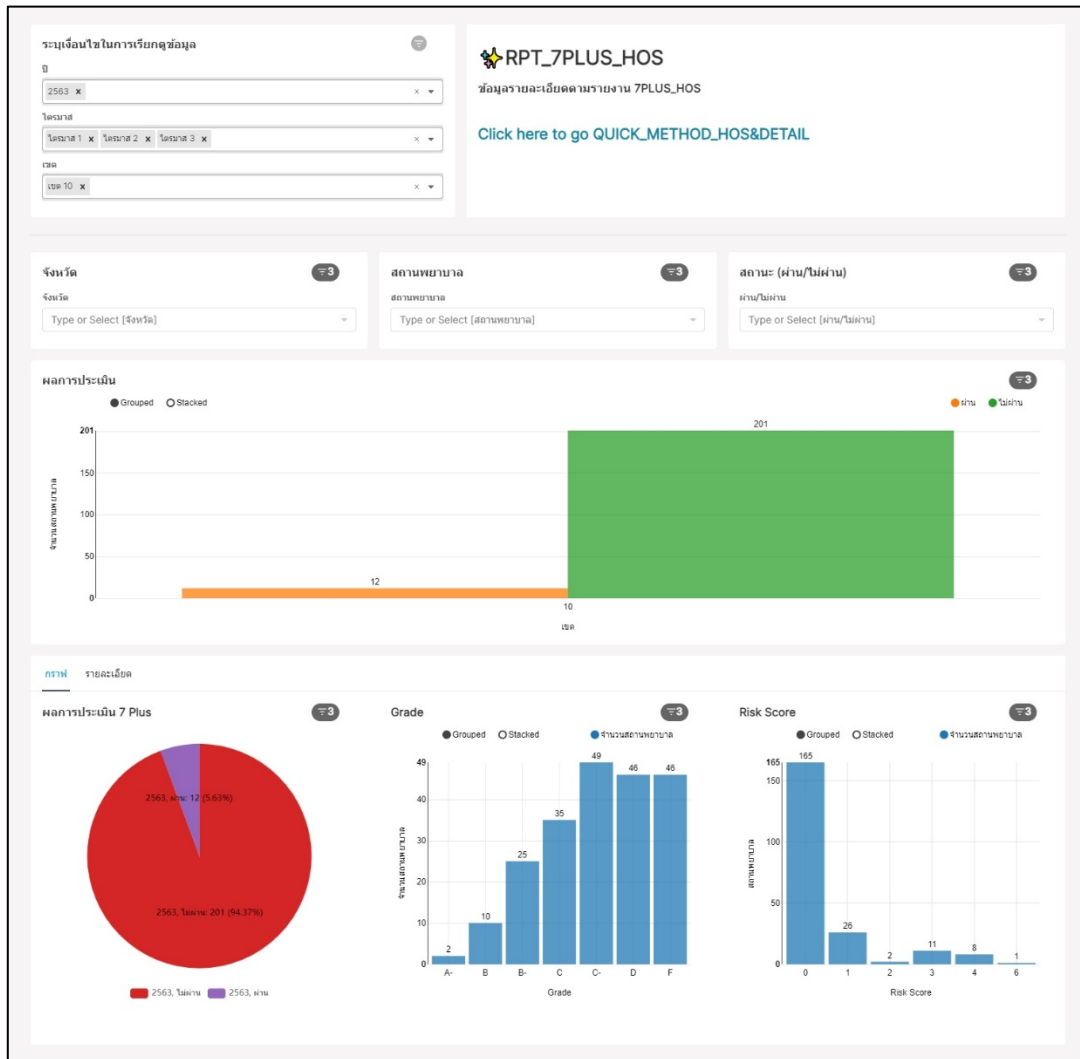 ระบุเงื่อนไขในการเรียกดูข้อมูล
ปี
2563 x
ไตรมาส
ไตรมาส 1 x ไตรมาส 2 x ไตรมาส 3 x
เขต
เขต 10 x
✨RPT_7PLUS_HOS
ข้อมูลรายละเอียดตามรายงาน 7PLUS_HOS
Click here to go QUICK_METHOD_HOS&DETAIL
จังหวัด 3
จังหวัด
Type or Select [จังหวัด]
สถานพยาบาล 3
สถานพยาบาล
Type or Select [สถานพยาบาล]
สถานะ (ผ่าน/ไม่ผ่าน) 3
ผ่าน/ไม่ผ่าน
Type or Select [ผ่าน/ไม่ผ่าน]
ผลการประเมิน 3
Grouped Stacked ผ่าน ไม่ผ่าน
201
201
150
100
50
12
0
10
จำนวนสถานพยาบาล
เขต
กราฟ รายละเอียด
ผลการประเมิน 7 Plus 3
2563, ผ่าน: 12 (5.63%)
2563, ไม่ผ่าน: 201 (94.37%)
2563, ไม่ผ่าน 2563, ผ่าน
Grade 3
Grouped Stacked จำนวนสถานพยาบาล
49
40
30
20
10
0
จำนวนสถานพยาบาล
2 10 25 35 49 46 46
A- B B- C C- D F
Grade
Risk Score 3
Grouped Stacked จำนวนสถานพยาบาล
165
150
100
50
0
สถานพยาบาล
165 26 2 11 8 1
0 1 2 3 4 6
Risk Score